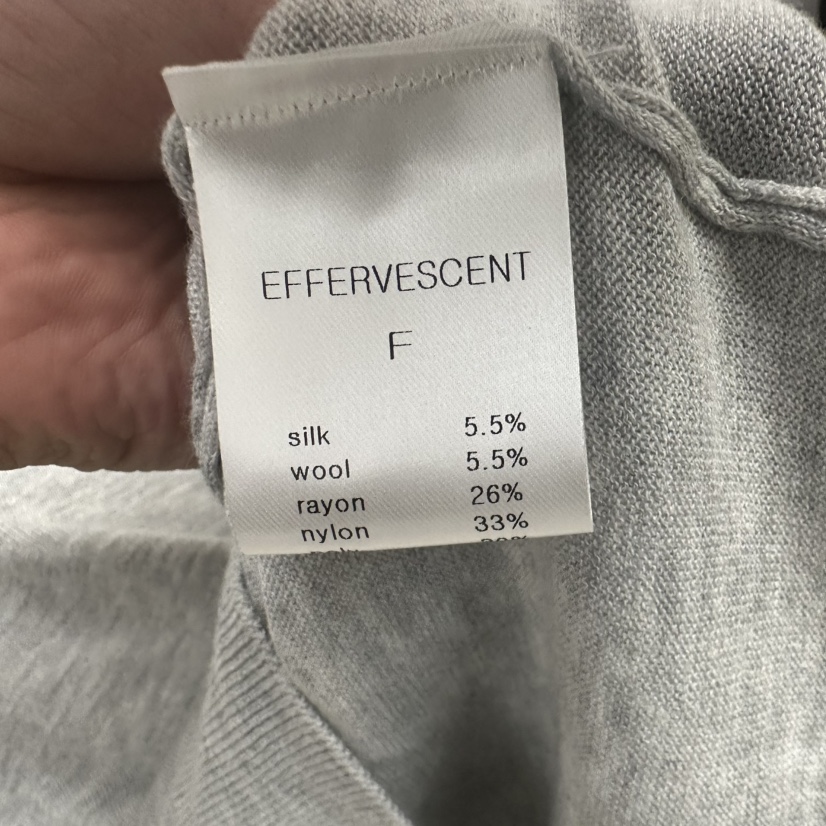 EFFERVESCENT
F
silk 5.5%
wool 5.5%
rayon 26%
nylon 33%